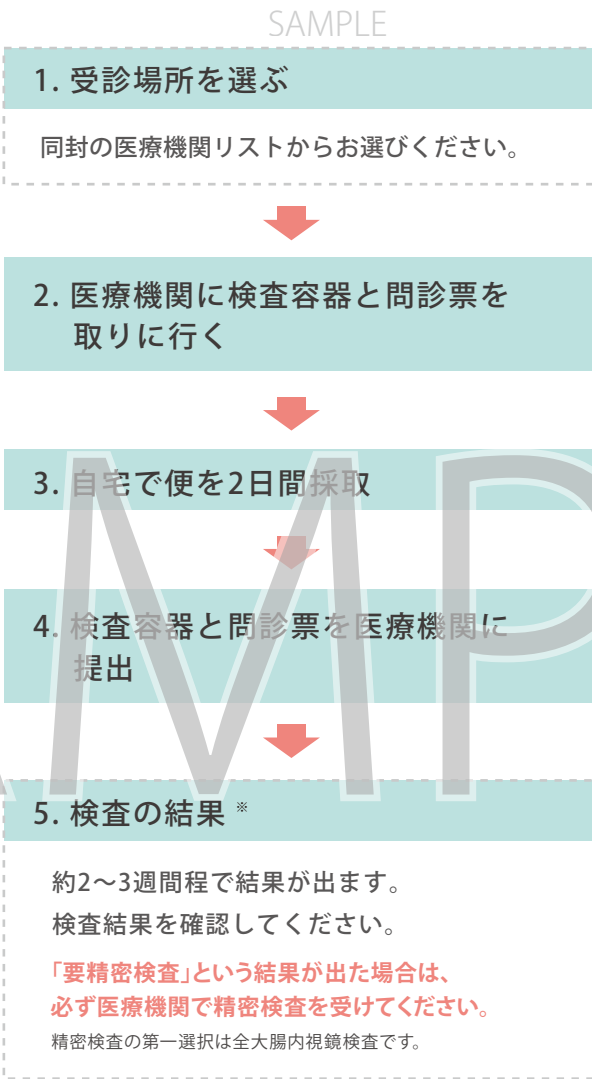 SAMPLE
1. 受診場所を選ぶ
同封の医療機関リストからお選びください。
2. 医療機関に検査容器と問診票を
取りに行く
3. 自宅で便を2日間採取
4. 検査容器と問診票を医療機関に
提出
AMP
5. 検査の結果 ※
約2～3週間程で結果が出ます。
検査結果を確認してください。
「要精密検査」という結果が出た場合は、
必ず医療機関で精密検査を受けてください。
精密検査の第一選択は全大腸内視鏡検査です。